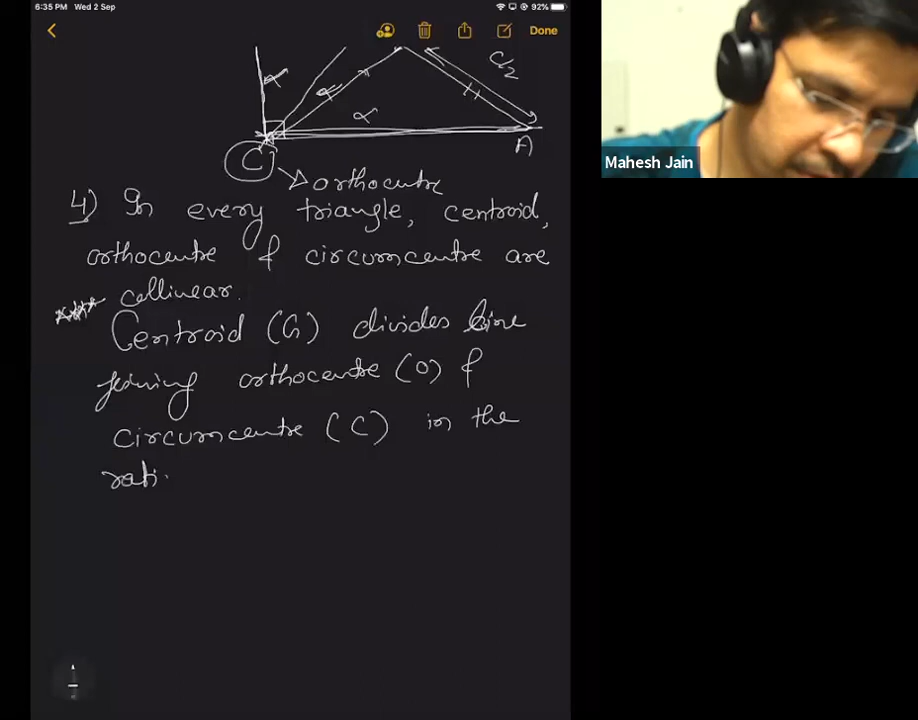 6:35 PM Wed 2 Sep
92%
Done
C/2
α
α
α
A
C
orthocentre
4) In every triangle, centroid,
orthocentre & circumcentre are
collinear.
Centroid (G) divides line
joining orthocentre (O) &
circumcentre (C) in the
rati
Mahesh Jain